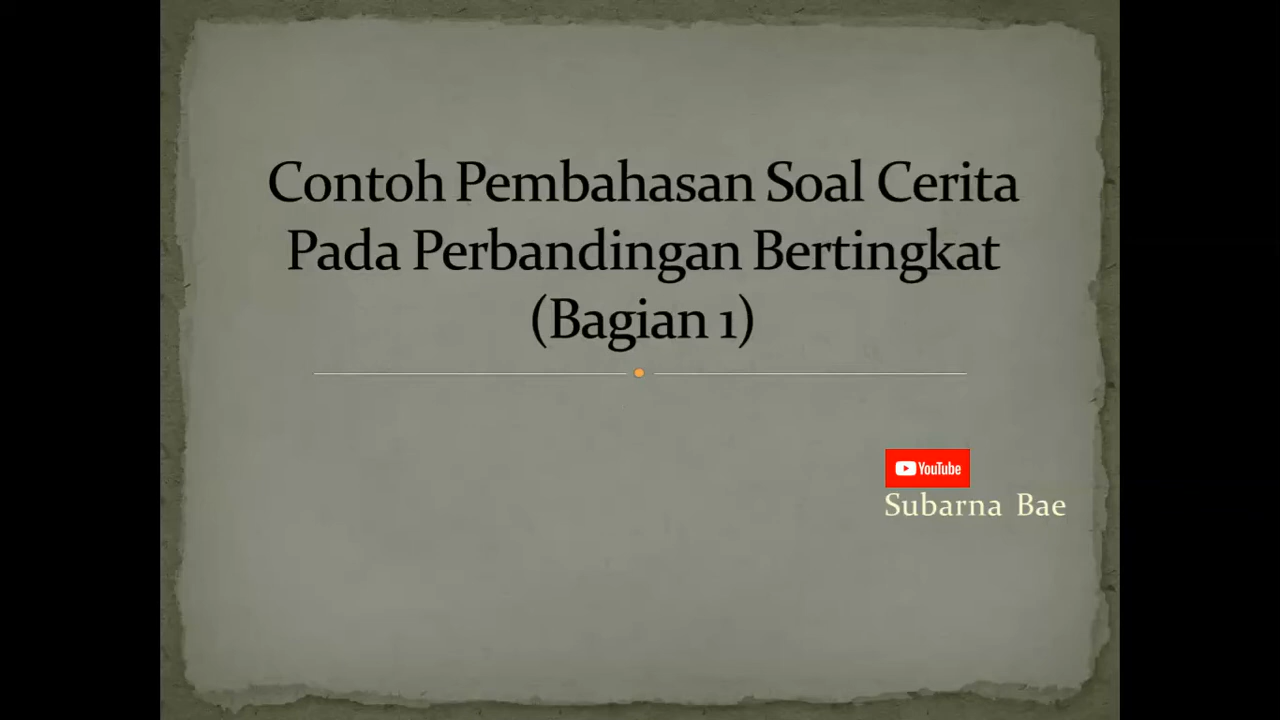 Contoh Pembahasan Soal Cerita
Pada Perbandingan Bertingkat
(Bagian 1)
YouTube
Subarna Bae